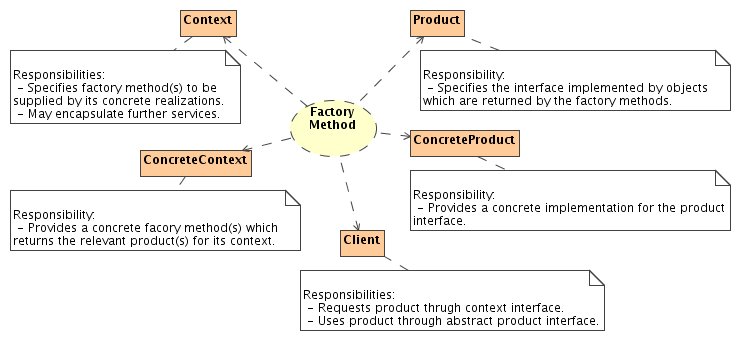 Context
Responsibilities:
- Specifies factory method(s) to be
supplied by its concrete realizations.
- May encapsulate further services.
Product
Responsibility:
- Specifies the interface implemented by objects
which are returned by the factory methods.
Factory
Method
ConcreteContext
Responsibility:
- Provides a concrete facory method(s) which
returns the relevant product(s) for its context.
ConcreteProduct
Responsibility:
- Provides a concrete implementation for the product
interface.
Client
Responsibilities:
- Requests product thrugh context interface.
- Uses product through abstract product interface.